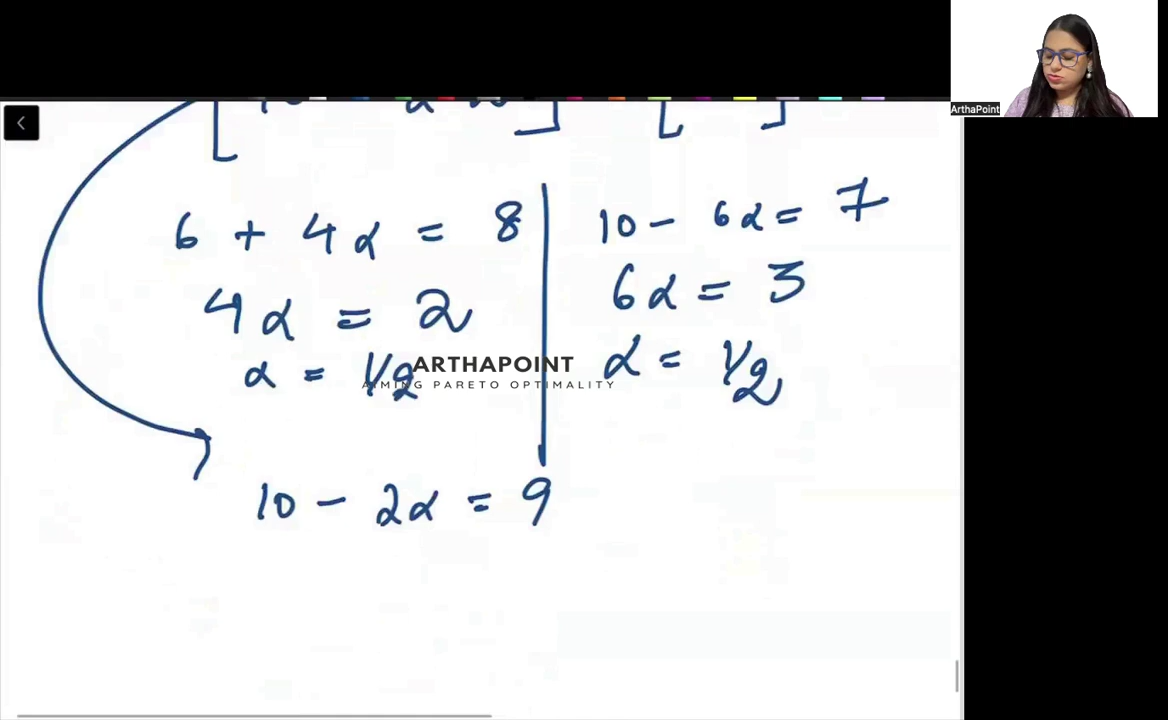 ArthaPoint
6 + 4α = 8
10 - 6α = 7
4α = 2
6α = 3
α = 1/2
α = 1/2
ARTHAPOINT
AIMING PARETO OPTIMALITY
10 - 2α = 9